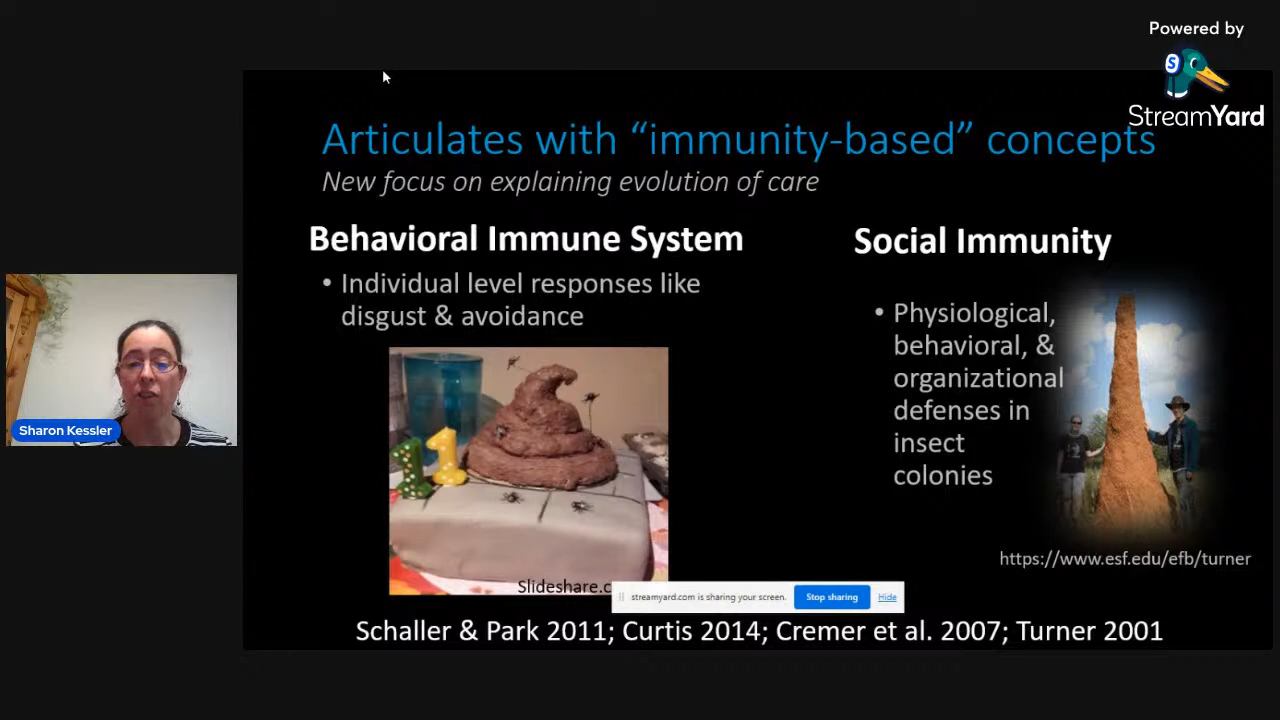 Powered by
S
StreamYard
Articulates with “immunity-based” concepts
New focus on explaining evolution of care
Behavioral Immune System
• Individual level responses like
disgust & avoidance
11
Slideshare.c
Social Immunity
• Physiological,
behavioral, &
organizational
defenses in
insect
colonies
https://www.esf.edu/efb/turner
Sharon Kessler
streamyard.com is sharing your screen.
Stop sharing
Hide
Schaller & Park 2011; Curtis 2014; Cremer et al. 2007; Turner 2001